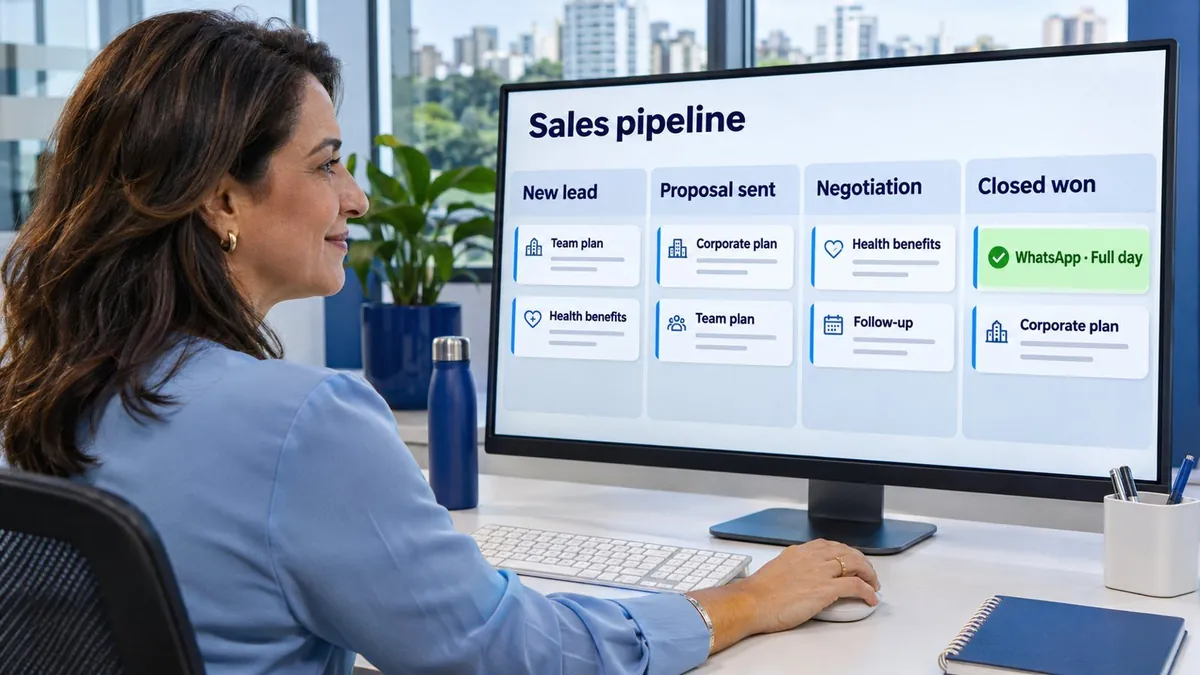 Sales pipeline
New lead
Team plan
Health benefits
Proposal sent
Corporate plan
Team plan
Negotiation
Health benefits
Follow-up
Closed won
WhatsApp · Full day
Corporate plan